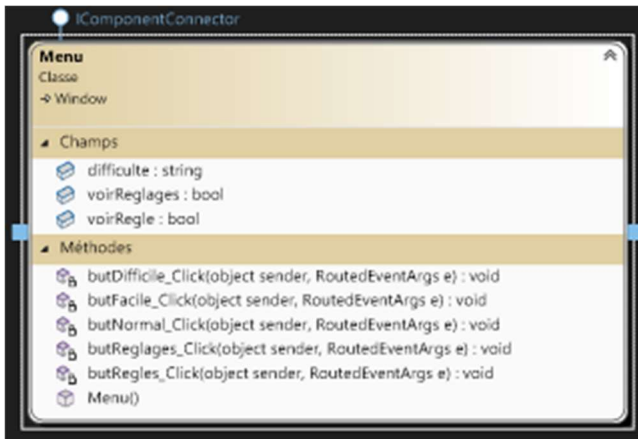 IComponentConnector
Menu
Classe
→ Window
Champs
difficulte : string
voirReglages : bool
voirRegle : bool
Méthodes
butDifficile_Click(object sender, RoutedEventArgs e) : void
butFacile_Click(object sender, RoutedEventArgs e) : void
butNormal_Click(object sender, RoutedEventArgs e) : void
butReglages_Click(object sender, RoutedEventArgs e) : void
butRegles_Click(object sender, RoutedEventArgs e) : void
Menu()